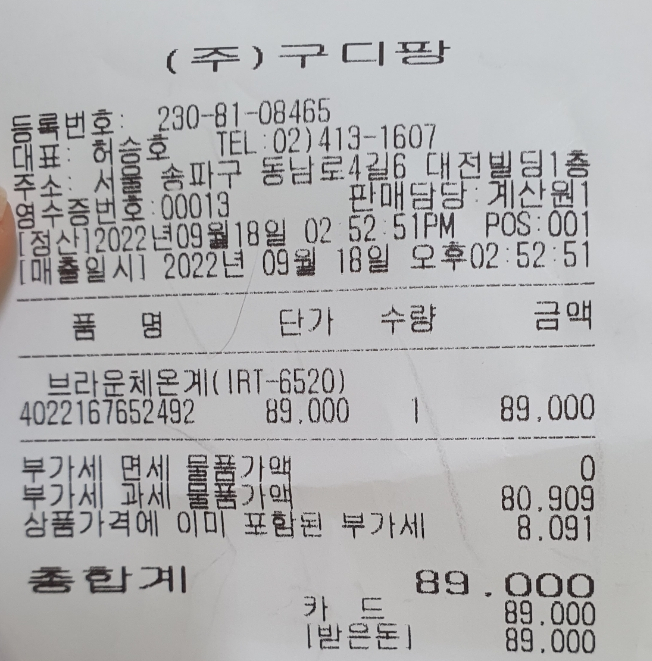 (주)구디팡
등록번호: 230-81-08465
대표: 허승호 TEL:02)413-1607
주소: 서울 송파구 동남로4길6 대전빌딩1층
영수증번호:00013 판매담당:계산원1
[정산]2022년09월18일 02:52:51PM POS:001
[매출일시] 2022년 09월 18일 오후02:52:51
품 명 단가 수량 금액
브라운체온계(IRT-6520)
4022167652492 89,000 1 89,000
부가세 면세 물품가액 0
부가세 과세 물품가액 80,909
상품가격에 이미 포함된 부가세 8,091
총합계 89,000
카 드 89,000
[받은돈] 89,000